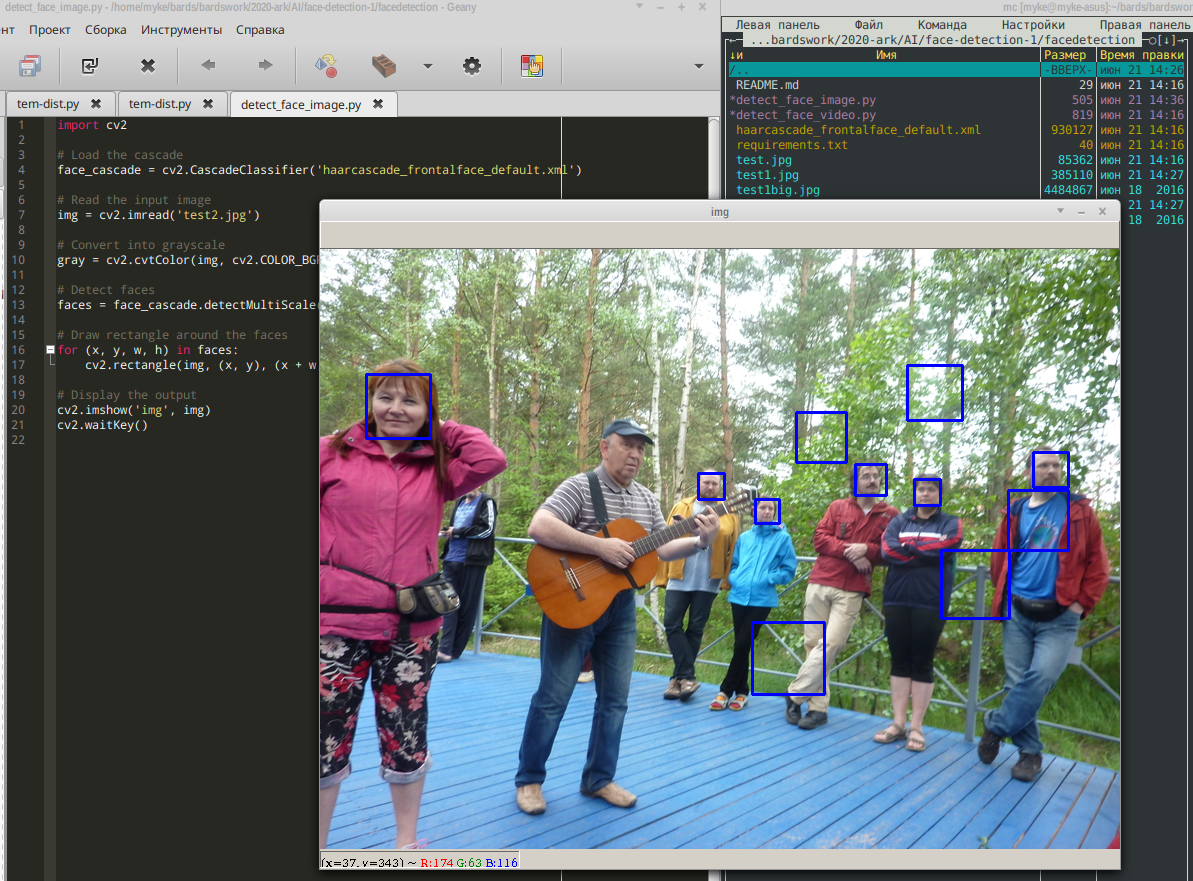 detect_face_image.py - /home/myke/bards/bardswork/2020-ark/AI/face-detection-1/facedetection - Geany
нт Проект Сборка Инструменты Справка
tem-dist.py tem-dist.py detect_face_image.py
1 import cv2
2
3 # Load the cascade
4 face_cascade = cv2.CascadeClassifier('haarcascade_frontalface_default.xml')
5
6 # Read the input image
7 img = cv2.imread('test2.jpg')
8
9 # Convert into grayscale
10 gray = cv2.cvtColor(img, cv2.COLOR_BG
11
12 # Detect faces
13 faces = face_cascade.detectMultiScale(
14
15 # Draw rectangle around the faces
16 for (x, y, w, h) in faces:
17 cv2.rectangle(img, (x, y), (x + w
18
19 # Display the output
20 cv2.imshow('img', img)
21 cv2.waitKey()
22
mc [myke@myke-asus]:~/bards/bardswor
Левая панель Файл Команда Настройки Правая панель
...bardswork/2020-ark/AI/face-detection-1/facedetection
↓и Имя Размер Время правки
/.. -ВВЕРХ- июн 21 14:26
README.md 29 июн 21 14:16
*detect_face_image.py 505 июн 21 14:36
*detect_face_video.py 819 июн 21 14:16
haarcascade_frontalface_default.xml 930127 июн 21 14:16
requirements.txt 40 июн 21 14:16
test.jpg 85362 июн 21 14:16
test1.jpg 385110 июн 21 14:27
test1big.jpg 4484867 июн 18 2016
21 14:27
18 2016
img
(x=37, y=343) ~ R:174 G:63 B:116